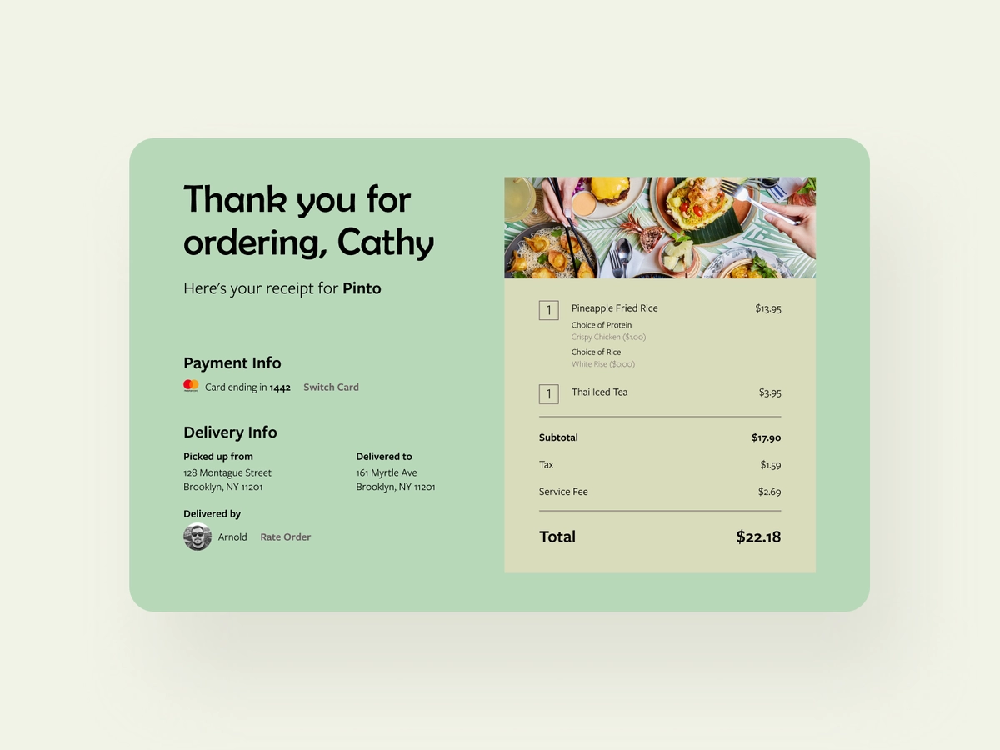 Thank you for
ordering, Cathy
Here's your receipt for Pinto
Payment Info
Card ending in 1442 Switch Card
Delivery Info
Picked up from
128 Montague Street
Brooklyn, NY 11201
Delivered to
161 Myrtle Ave
Brooklyn, NY 11201
Delivered by
Arnold Rate Order
1 Pineapple Fried Rice $13.95
Choice of Protein
Crispy Chicken ($1.00)
Choice of Rice
White Rise ($0.00)
1 Thai Iced Tea $3.95
Subtotal $17.90
Tax $1.59
Service Fee $2.69
Total $22.18